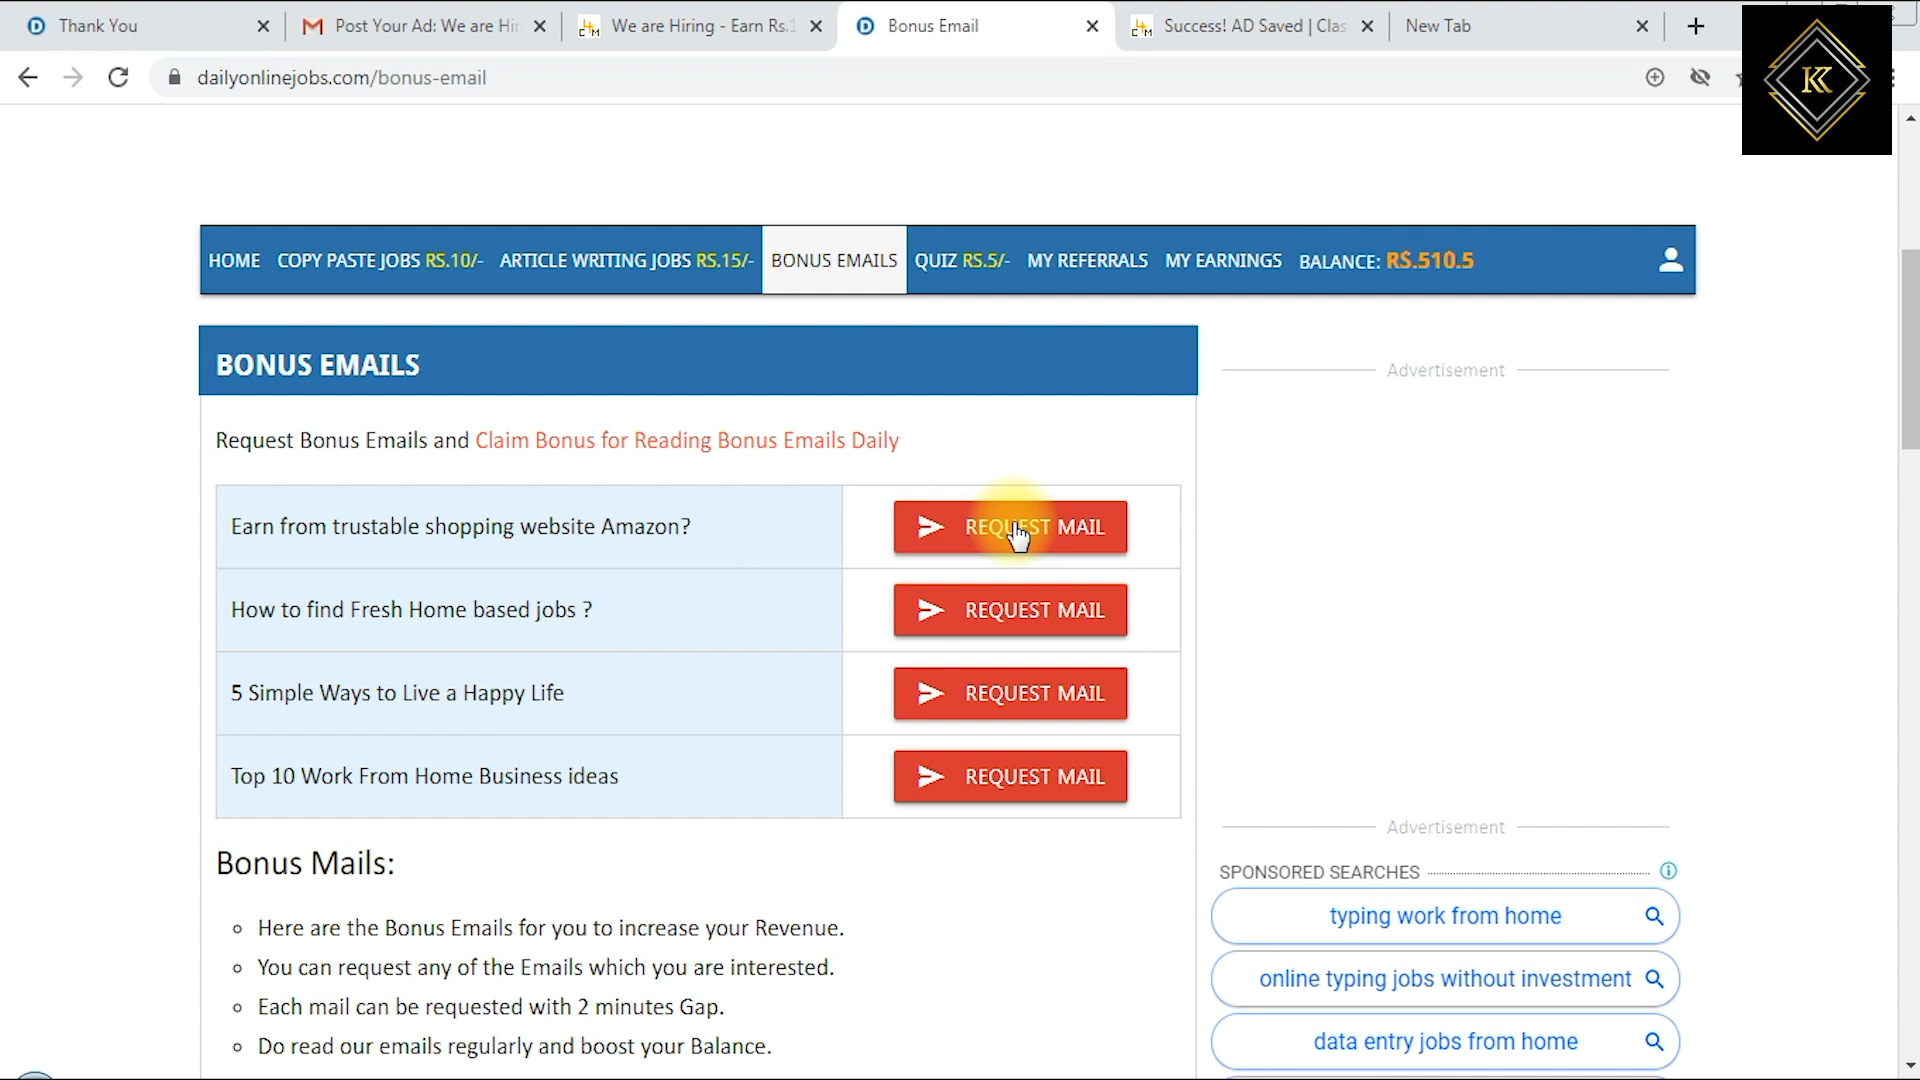 Thank You
Post Your Ad: We are Hir
We are Hiring - Earn Rs.1
Bonus Email
Success! AD Saved | Clas
New Tab
dailyonlinejobs.com/bonus-email
KK
HOME COPY PASTE JOBS RS.10/- ARTICLE WRITING JOBS RS.15/- BONUS EMAILS QUIZ RS.5/- MY REFERRALS MY EARNINGS BALANCE: RS.510.5
BONUS EMAILS
Advertisement
Request Bonus Emails and Claim Bonus for Reading Bonus Emails Daily
Earn from trustable shopping website Amazon?
REQUEST MAIL
How to find Fresh Home based jobs ?
REQUEST MAIL
5 Simple Ways to Live a Happy Life
REQUEST MAIL
Top 10 Work From Home Business ideas
REQUEST MAIL
Bonus Mails:
Here are the Bonus Emails for you to increase your Revenue.
You can request any of the Emails which you are interested.
Each mail can be requested with 2 minutes Gap.
Do read our emails regularly and boost your Balance.
Advertisement
SPONSORED SEARCHES
typing work from home
online typing jobs without investment
data entry jobs from home